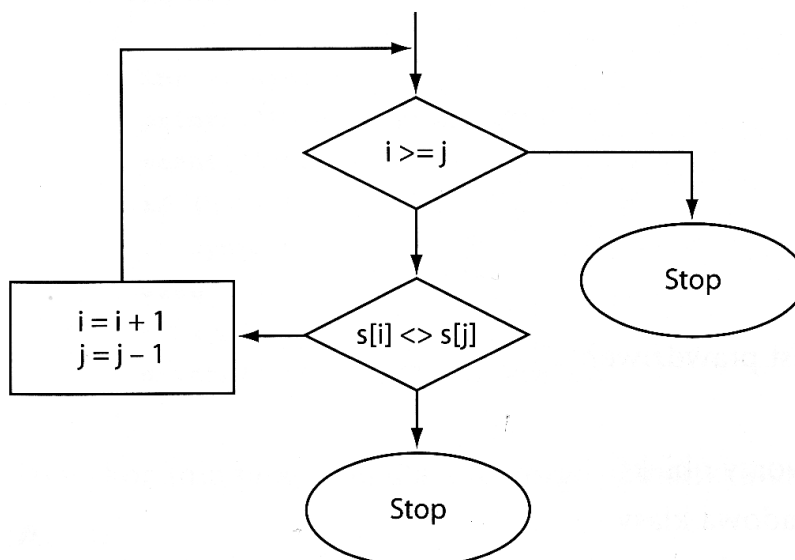 i >= j
Stop
s[i] <> s[j]
i = i + 1
j = j – 1
Stop